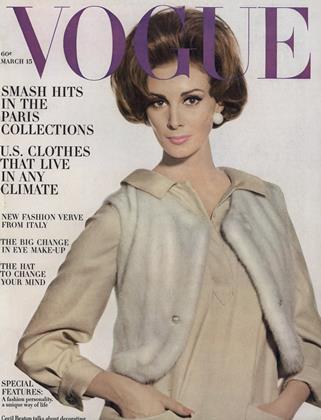 VOGUE
60¢
MARCH 15
SMASH HITS
IN THE
PARIS
COLLECTIONS
U.S. CLOTHES
THAT LIVE
IN ANY
CLIMATE
NEW FASHION VERVE
FROM ITALY
THE BIG CHANGE
IN EYE MAKE-UP
THE HAT
TO CHANGE
YOUR MIND
SPECIAL
FEATURES:
A fashion personality,
a unique way of life
Cecil Beaton talks about decorating